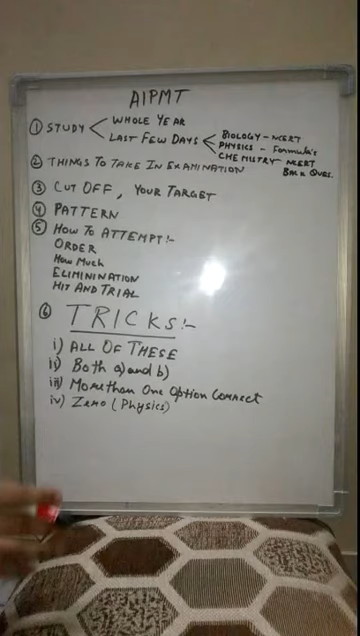 AIPMT
① STUDY < WHOLE YEAR
LAST FEW DAYS < BIOLOGY - NCERT
PHYSICS - Formula's
CHEMISTRY - NCERT
Back Ques.
② THINGS TO TAKE IN EXAMINATION
③ CUT OFF, YOUR TARGET
④ PATTERN
⑤ HOW TO ATTEMPT:-
ORDER
How Much
ELIMININATION
HIT AND TRIAL
⑥ TRICKS:-
i) ALL OF THESE
ii) Both a) and b)
iii) More than One Option Correct
iv) Zero (Physics)